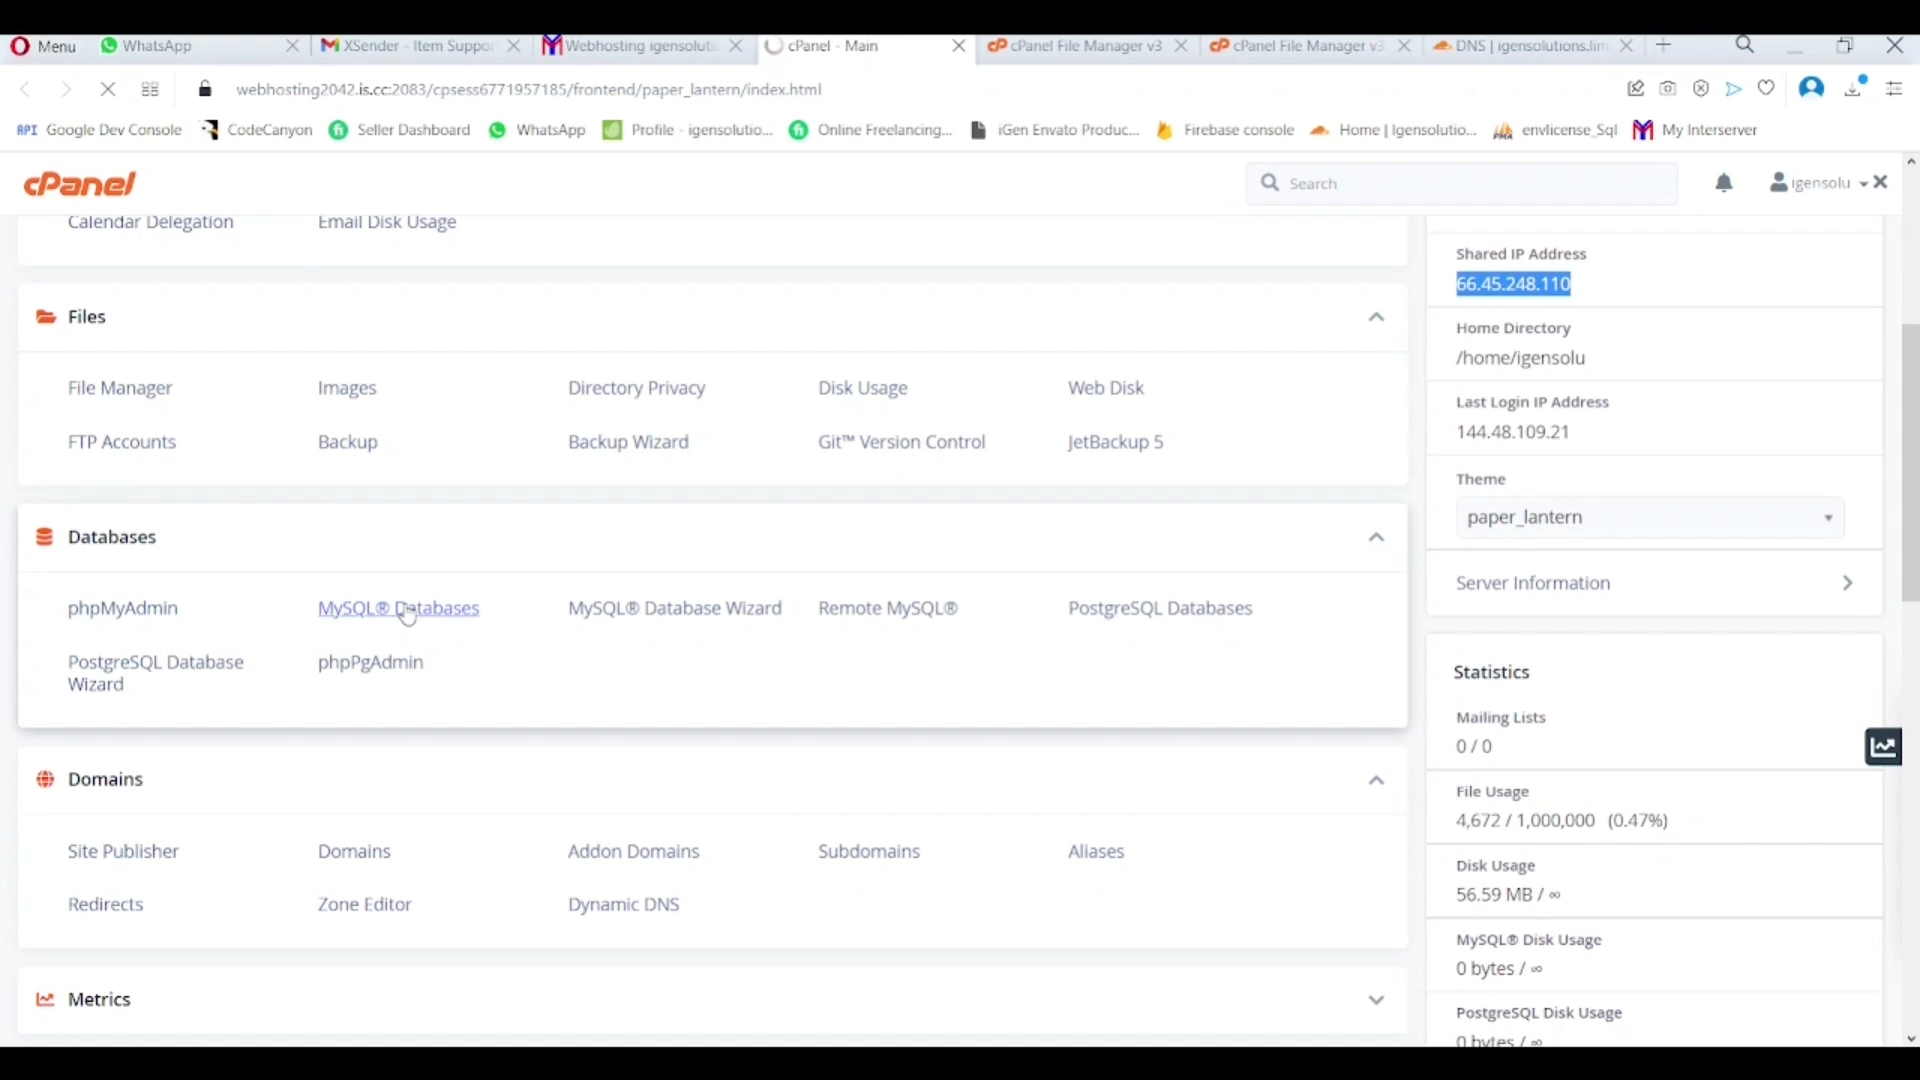 Menu
WhatsApp
XSender - Item Suppor
Webhosting igensoluti
cPanel - Main
cPanel File Manager v3
cPanel File Manager v3
DNS | igensolutions.lim
webhosting2042.is.cc:2083/cpsess6771957185/frontend/paper_lantern/index.html
API Google Dev Console
CodeCanyon
Seller Dashboard
WhatsApp
Profile - igensolutio...
Online Freelancing...
iGen Envato Produc...
Firebase console
Home | Igensolutio...
envlicense_Sql
My Interserver
cPanel
Search
igensolu
Calendar Delegation
Email Disk Usage
Files
File Manager
Images
Directory Privacy
Disk Usage
Web Disk
FTP Accounts
Backup
Backup Wizard
Git™ Version Control
JetBackup 5
Databases
phpMyAdmin
MySQL® Databases
MySQL® Database Wizard
Remote MySQL®
PostgreSQL Databases
PostgreSQL Database
Wizard
phpPgAdmin
Domains
Site Publisher
Domains
Addon Domains
Subdomains
Aliases
Redirects
Zone Editor
Dynamic DNS
Metrics
Shared IP Address
66.45.248.110
Home Directory
/home/igensolu
Last Login IP Address
144.48.109.21
Theme
paper_lantern
Server Information
Statistics
Mailing Lists
0 / 0
File Usage
4,672 / 1,000,000 (0.47%)
Disk Usage
56.59 MB / ∞
MySQL® Disk Usage
0 bytes / ∞
PostgreSQL Disk Usage
0 bytes / ∞